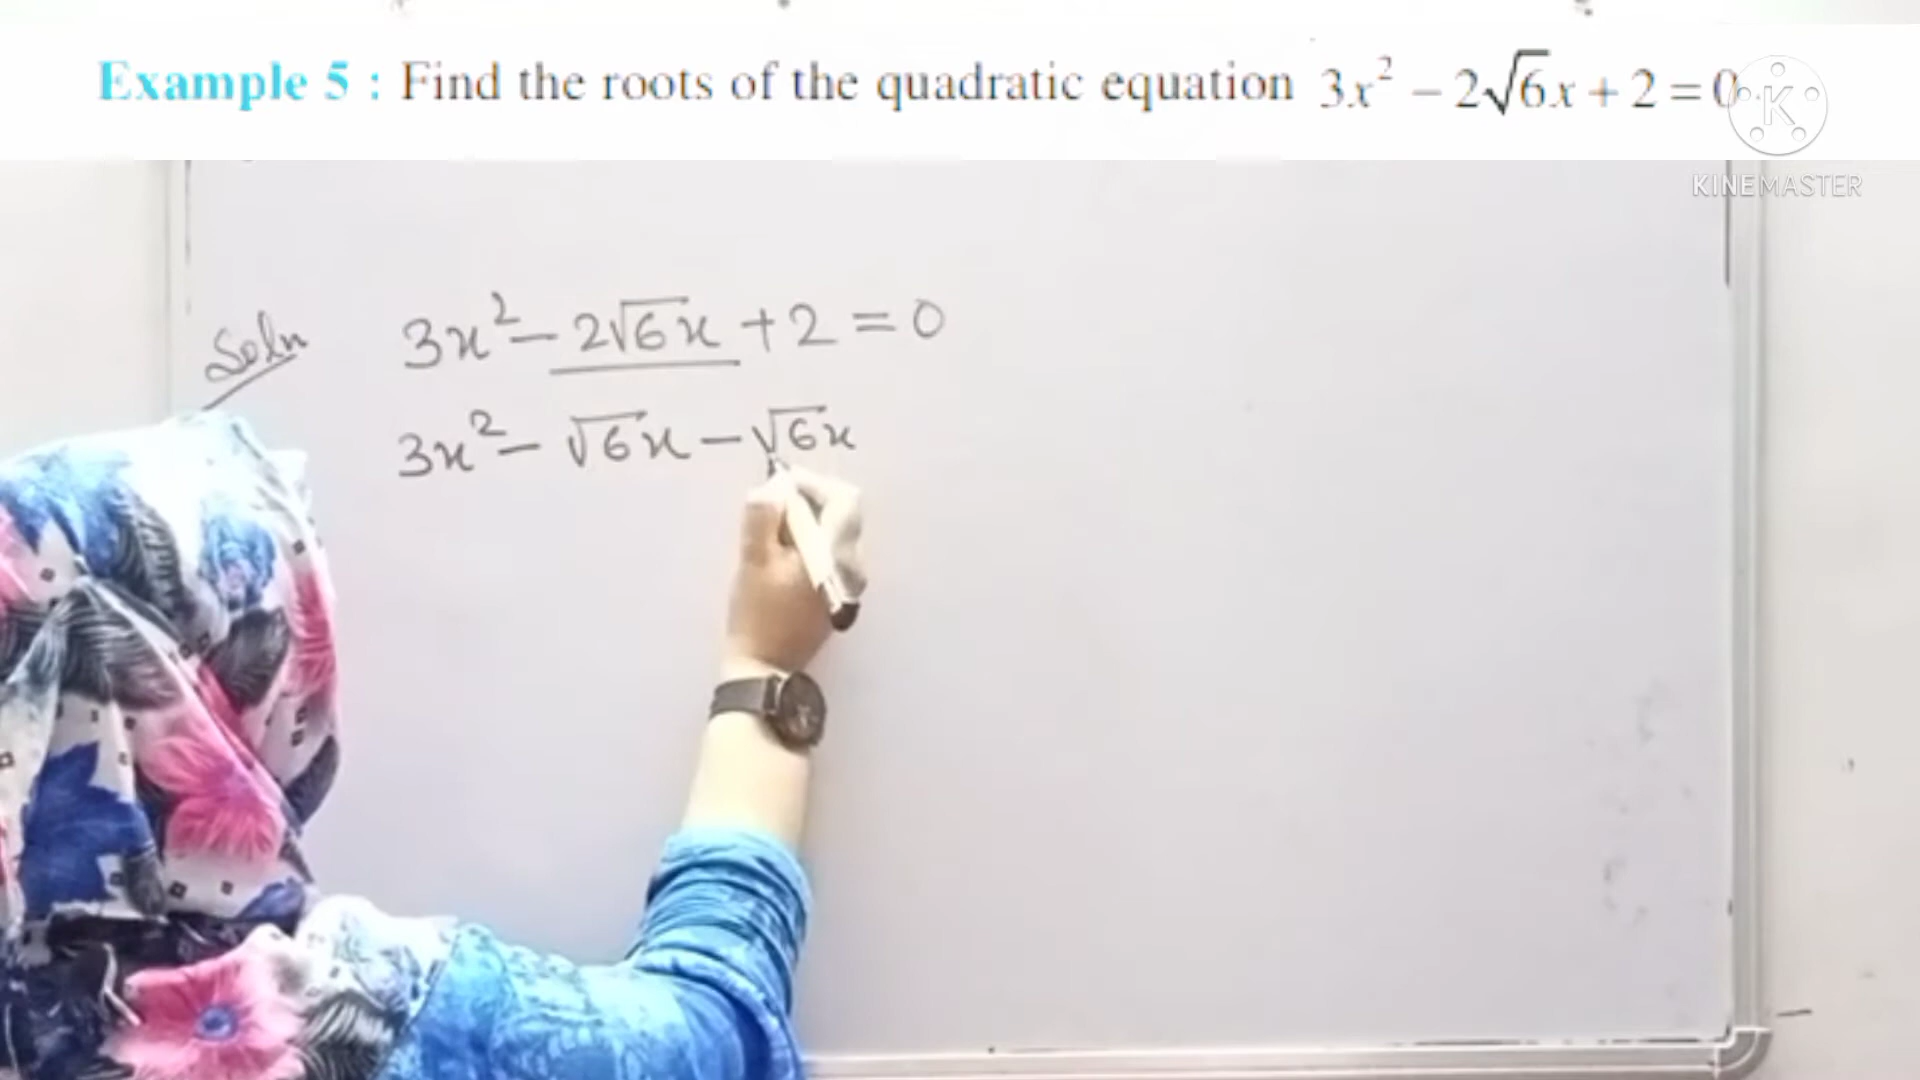 Example 5 : Find the roots of the quadratic equation 3x² – 2√6x + 2 = 0.
KINEMASTER
Soln 3x² – 2√6x + 2 = 0
3x² – √6x – √6x